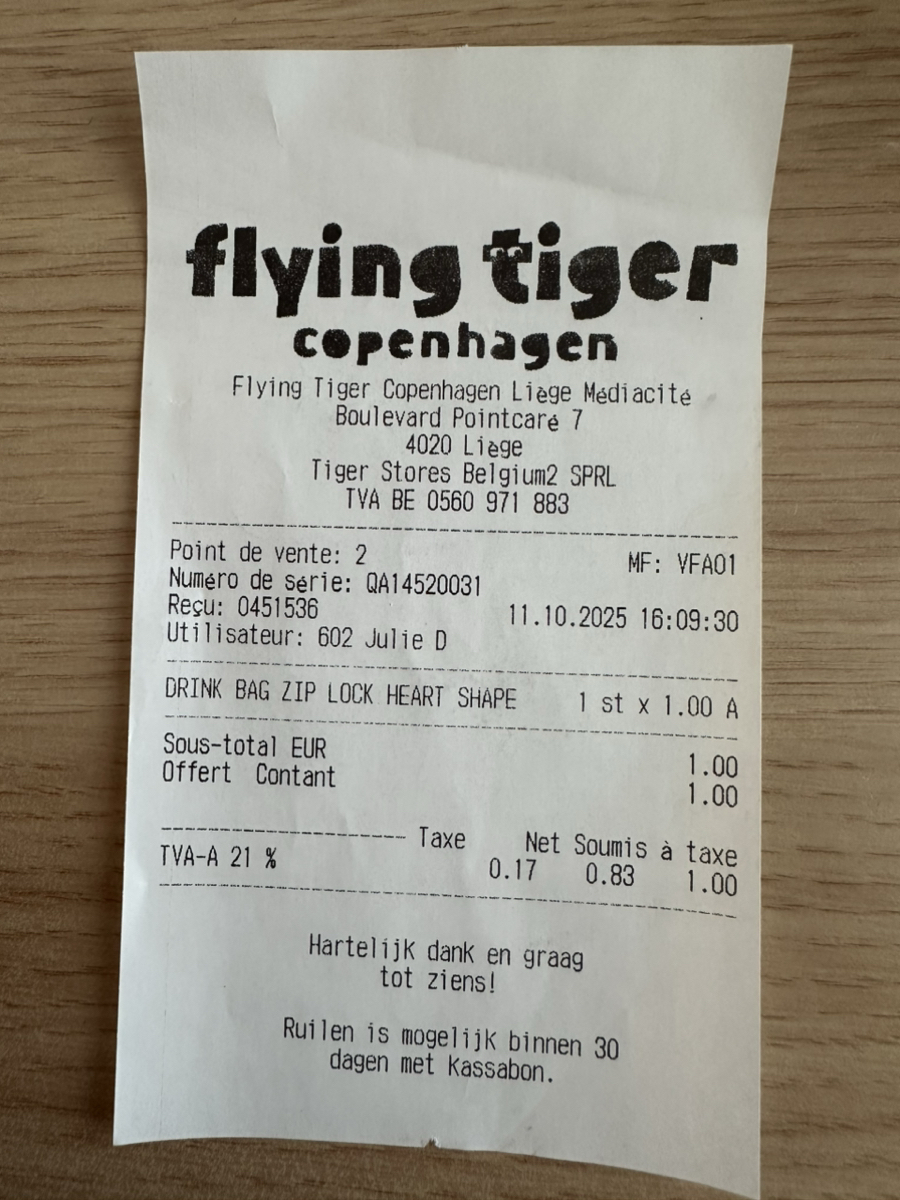 flying tiger
copenhagen
Flying Tiger Copenhagen Liège Médiacité
Boulevard Pointcaré 7
4020 Liège
Tiger Stores Belgium2 SPRL
TVA BE 0560 971 883
Point de vente: 2 MF: VFA01
Numéro de série: QA14520031
Reçu: 0451536 11.10.2025 16:09:30
Utilisateur: 602 Julie D
DRINK BAG ZIP LOCK HEART SHAPE 1 st x 1.00 A
Sous-total EUR 1.00
Offert Contant 1.00
Taxe Net Soumis à taxe
TVA-A 21 % 0.17 0.83 1.00
Hartelijk dank en graag
tot ziens!
Ruilen is mogelijk binnen 30
dagen met kassabon.